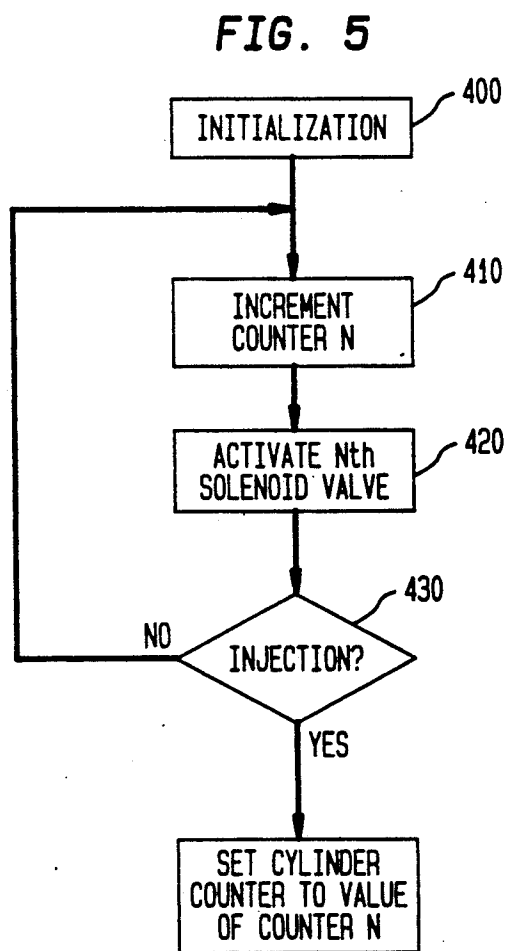 FIG. 5
400
INITIALIZATION
410
INCREMENT
COUNTER N
420
ACTIVATE Nth
SOLENOID VALVE
430
NO
INJECTION?
YES
SET CYLINDER
COUNTER TO VALUE
OF COUNTER N